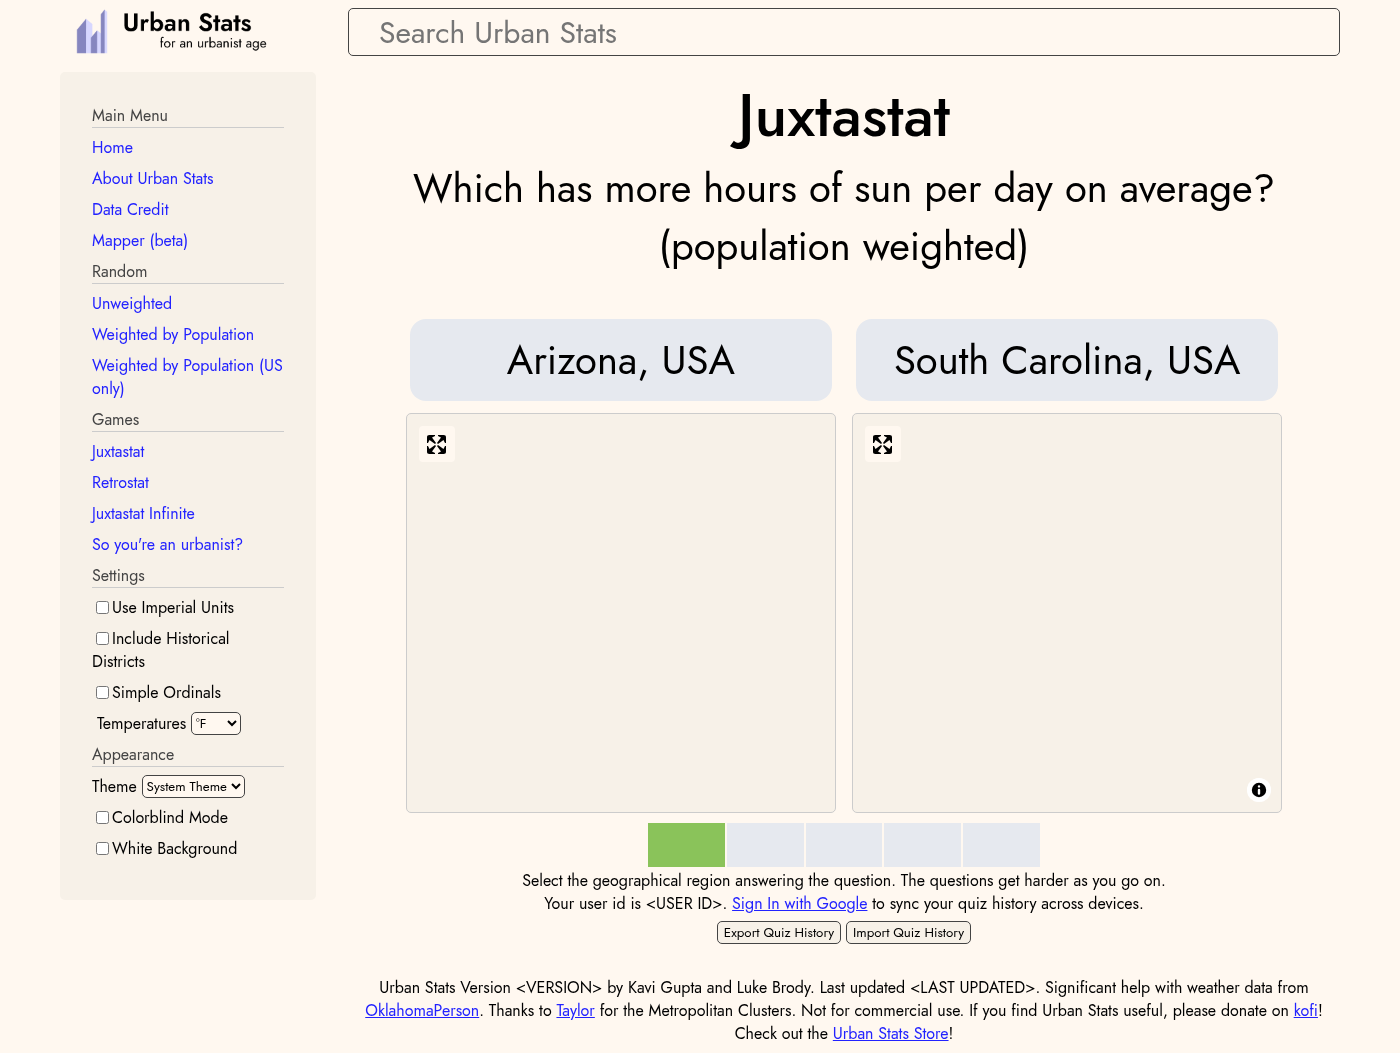 Urban Stats
for an urbanist age
Search Urban Stats
Main Menu
Home
About Urban Stats
Data Credit
Mapper (beta)
Random
Unweighted
Weighted by Population
Weighted by Population (US
only)
Games
Juxtastat
Retrostat
Juxtastat Infinite
So you're an urbanist?
Settings
Use Imperial Units
Include Historical
Districts
Simple Ordinals
Temperatures °F
Appearance
Theme System Theme
Colorblind Mode
White Background
Juxtastat
Which has more hours of sun per day on average?
(population weighted)
Arizona, USA
South Carolina, USA
Select the geographical region answering the question. The questions get harder as you go on.
Your user id is <USER ID>. Sign In with Google to sync your quiz history across devices.
Export Quiz History Import Quiz History
Urban Stats Version <VERSION> by Kavi Gupta and Luke Brody. Last updated <LAST UPDATED>. Significant help with weather data from
OklahomaPerson. Thanks to Taylor for the Metropolitan Clusters. Not for commercial use. If you find Urban Stats useful, please donate on kofi!
Check out the Urban Stats Store!